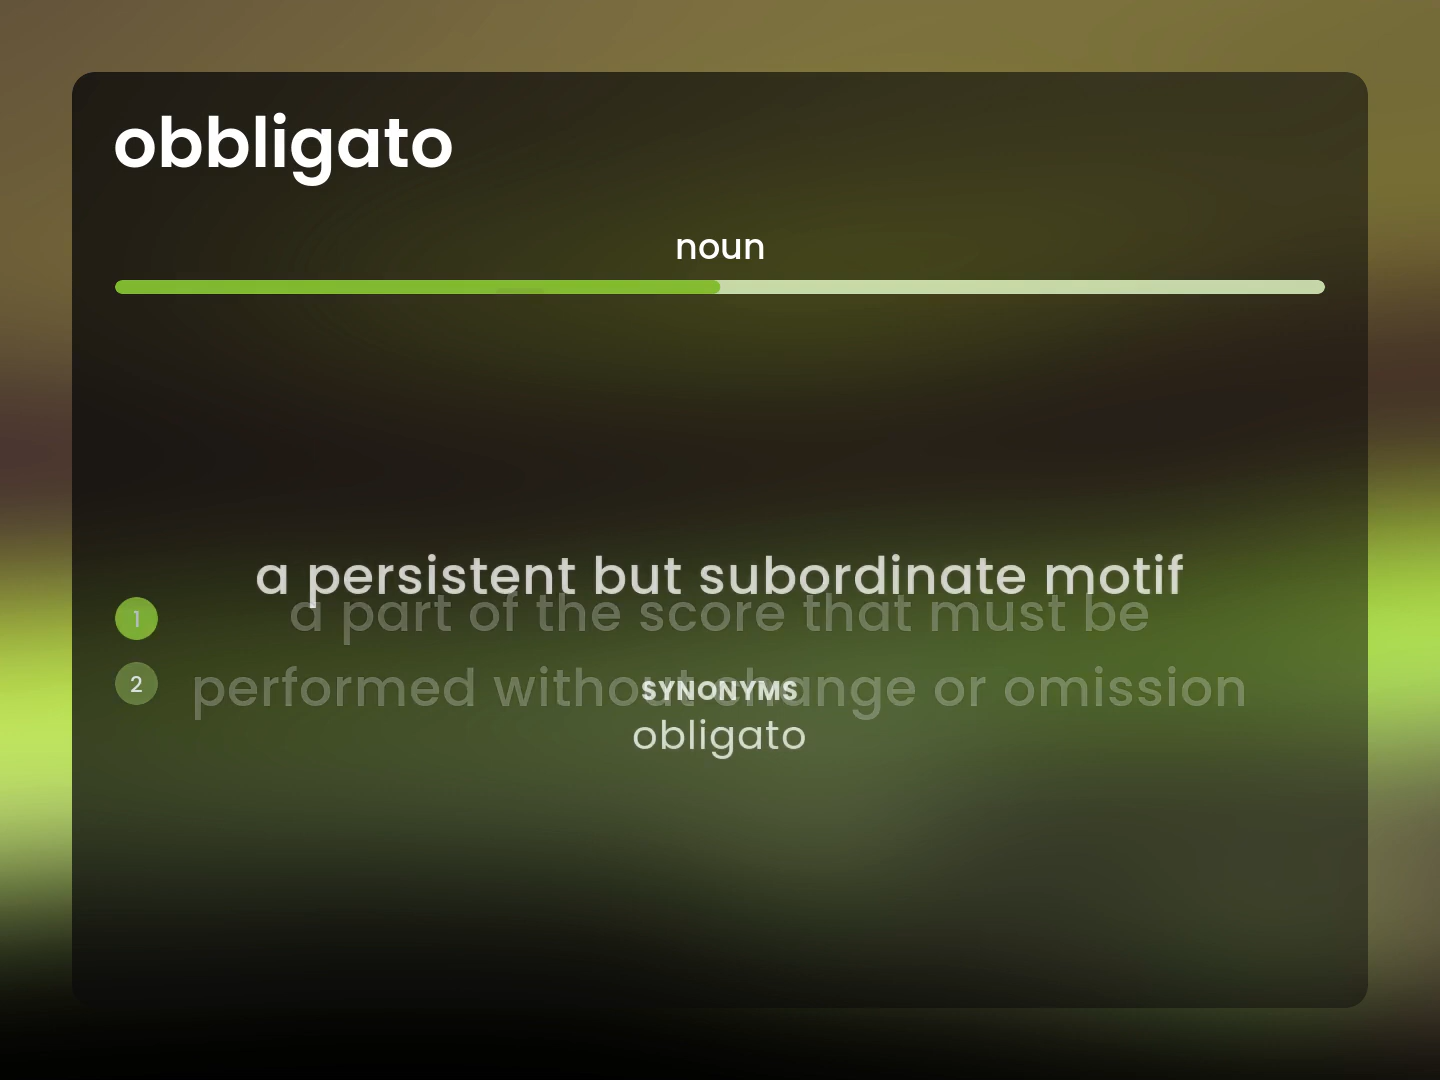 obbligato
noun
a persistent but subordinate motif
1
a part of the score that must be
2
performed without change or omission
SYNONYMS
obligato